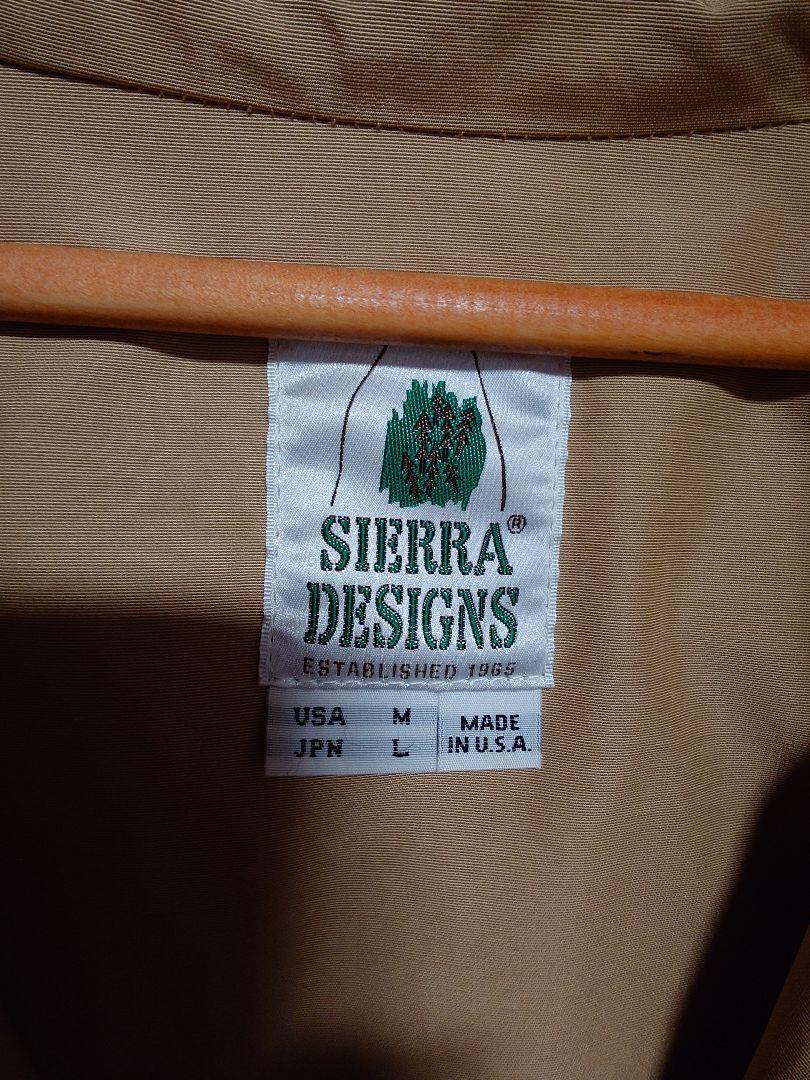 SIERRA®
DESIGNS
ESTABLISHED 1965
USA M
JPN L
MADE
IN U.S.A.